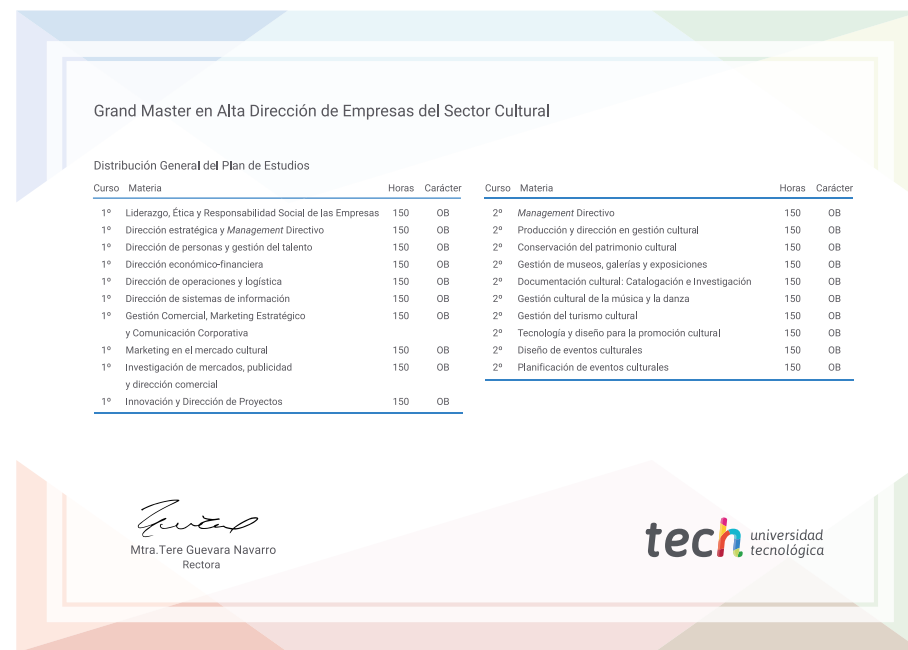 Grand Master en Alta Dirección de Empresas del Sector Cultural
Distribución General del Plan de Estudios
Curso Materia Horas Carácter
1º Liderazgo, Ética y Responsabilidad Social de las Empresas 150 OB
1º Dirección estratégica y Management Directivo 150 OB
1º Dirección de personas y gestión del talento 150 OB
1º Dirección económico-financiera 150 OB
1º Dirección de operaciones y logística 150 OB
1º Dirección de sistemas de información 150 OB
1º Gestión Comercial, Marketing Estratégico 150 OB
y Comunicación Corporativa
1º Marketing en el mercado cultural 150 OB
1º Investigación de mercados, publicidad 150 OB
y dirección comercial
1º Innovación y Dirección de Proyectos 150 OB
Curso Materia Horas Carácter
2º Management Directivo 150 OB
2º Producción y dirección en gestión cultural 150 OB
2º Conservación del patrimonio cultural 150 OB
2º Gestión de museos, galerías y exposiciones 150 OB
2º Documentación cultural: Catalogación e Investigación 150 OB
2º Gestión cultural de la música y la danza 150 OB
2º Gestión del turismo cultural 150 OB
2º Tecnología y diseño para la promoción cultural 150 OB
2º Diseño de eventos culturales 150 OB
2º Planificación de eventos culturales 150 OB
Mtra.Tere Guevara Navarro
Rectora
tech universidad
tecnológica